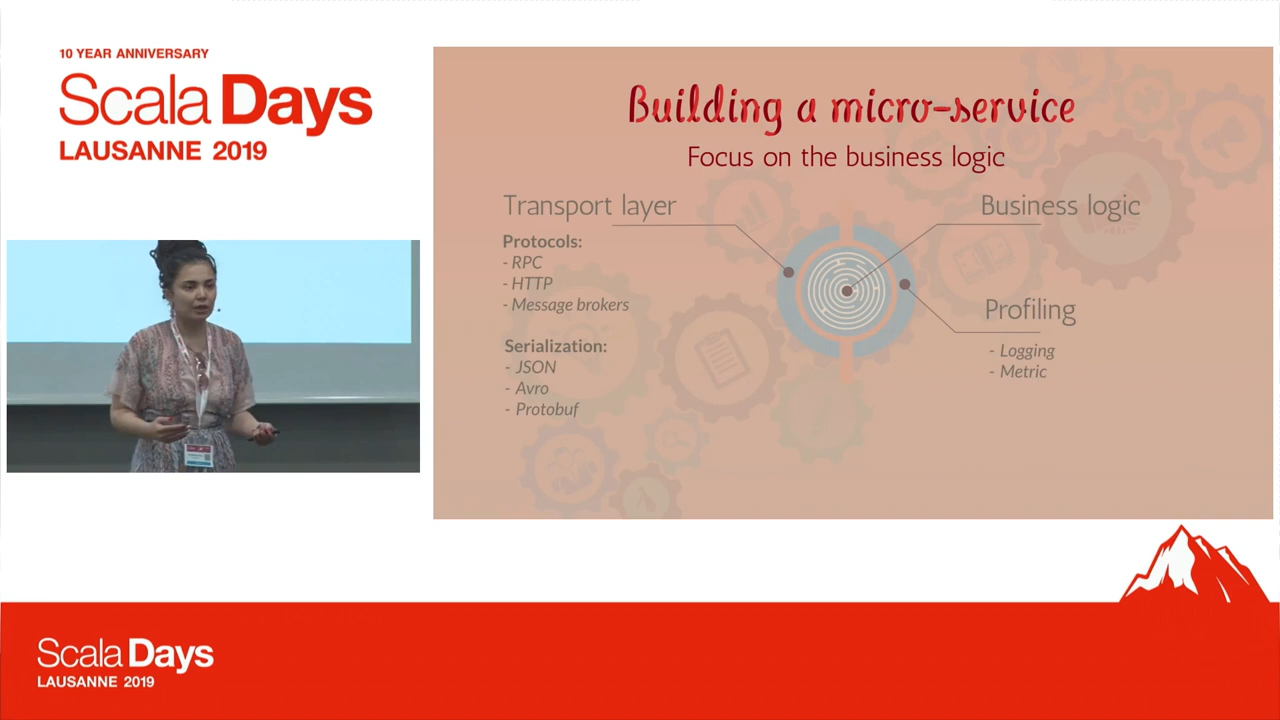 10 YEAR ANNIVERSARY
Scala Days
LAUSANNE 2019
Building a micro-service
Focus on the business logic
Transport layer
Protocols:
- RPC
- HTTP
- Message brokers
Serialization:
- JSON
- Avro
- Protobuf
Business logic
Profiling
- Logging
- Metric
Scala Days
LAUSANNE 2019